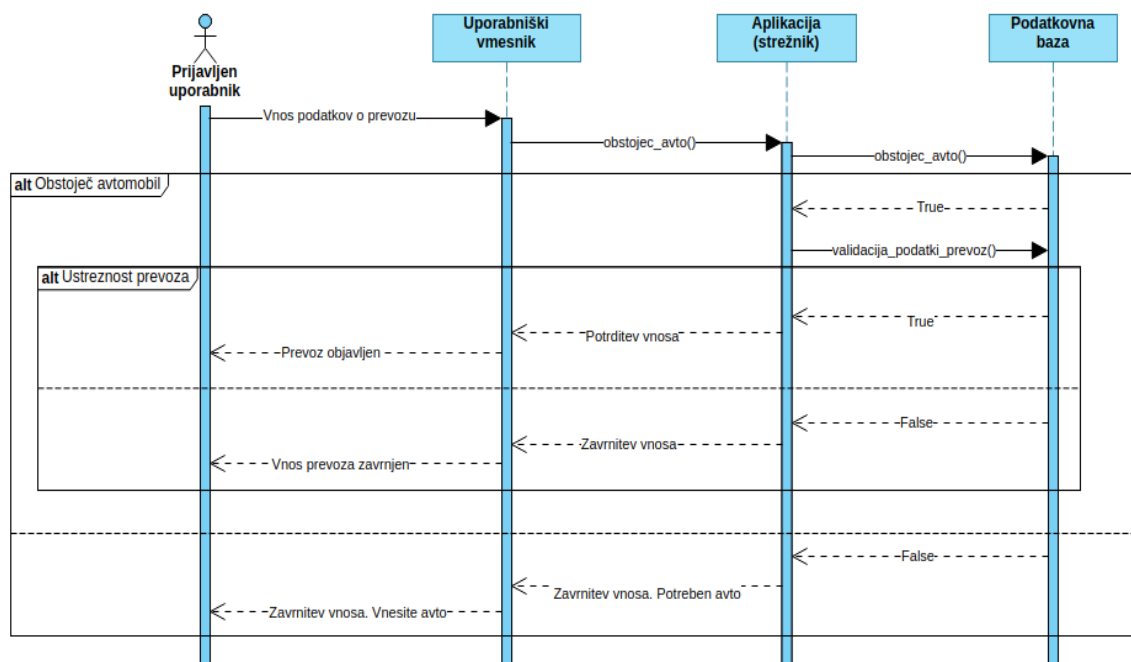 Prijavljen
uporabnik
Uporabniški
vmesnik
Aplikacija
(strežnik)
Podatkovna
baza
Vnos podatkov o prevozu
obstojec_avto()
obstojec_avto()
alt Obstoječ avtomobil
True
validacija_podatki_prevoz()
alt Ustreznost prevoza
True
Potrditev vnosa
Prevoz objavljen
False
Zavrnitev vnosa
Vnos prevoza zavrnjen
False
Zavrnitev vnosa. Potreben avto
Zavrnitev vnosa. Vnesite avto